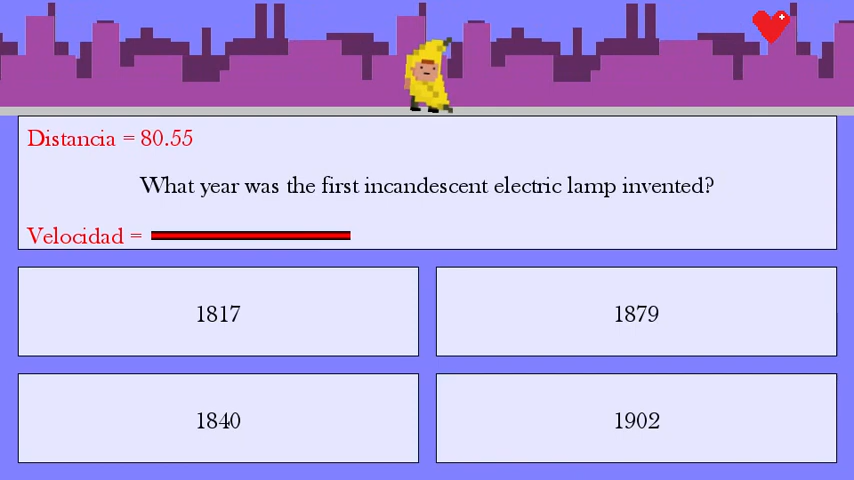 Distancia = 80.55
What year was the first incandescent electric lamp invented?
Velocidad =
1817
1879
1840
1902